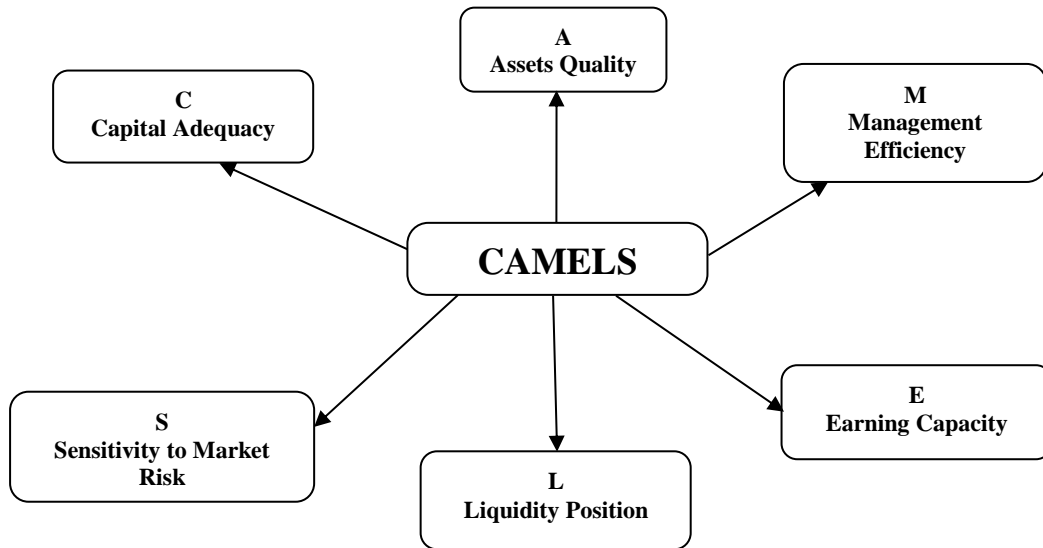 C
Capital Adequacy
A
Assets Quality
M
Management
Efficiency
CAMELS
S
Sensitivity to Market
Risk
L
Liquidity Position
E
Earning Capacity